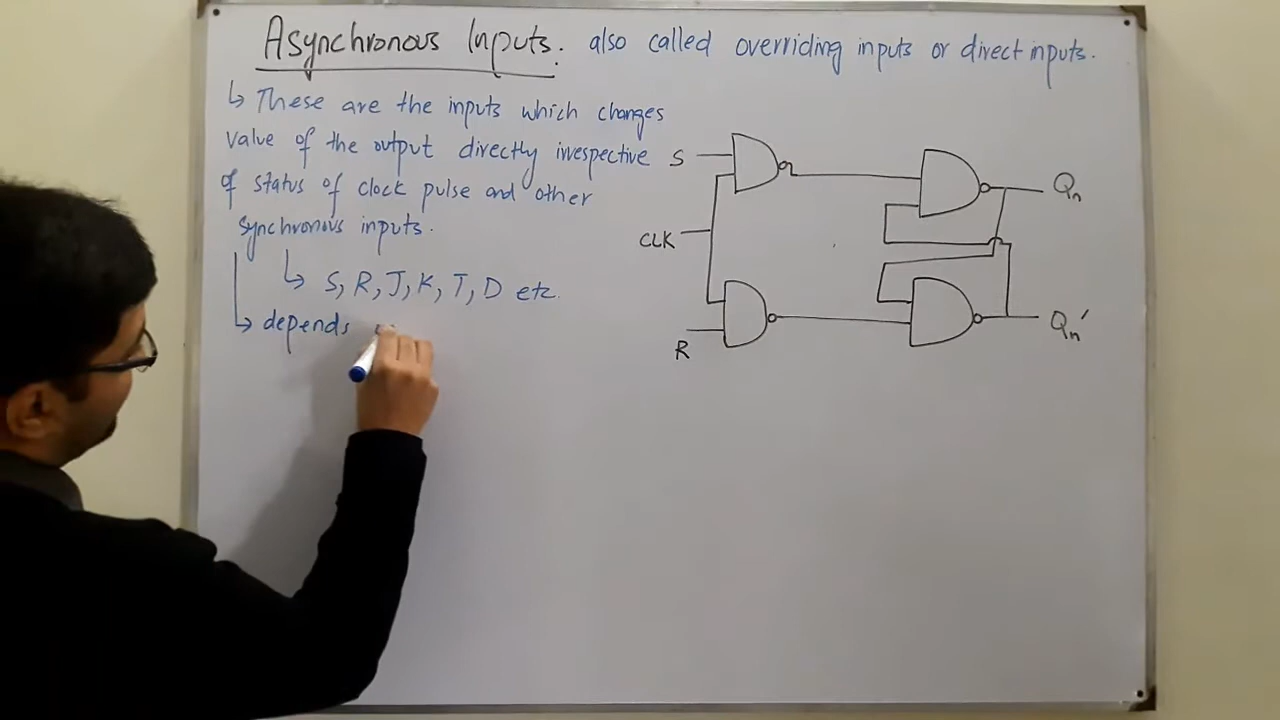 Asynchronous Inputs. also called overriding inputs or direct inputs.
↳ These are the inputs which changes
value of the output directly irrespective
of status of clock pulse and other
synchronous inputs.
↳ S, R, J, K, T, D etc.
↳ depends
S
CLK
R
Qn
Qn'